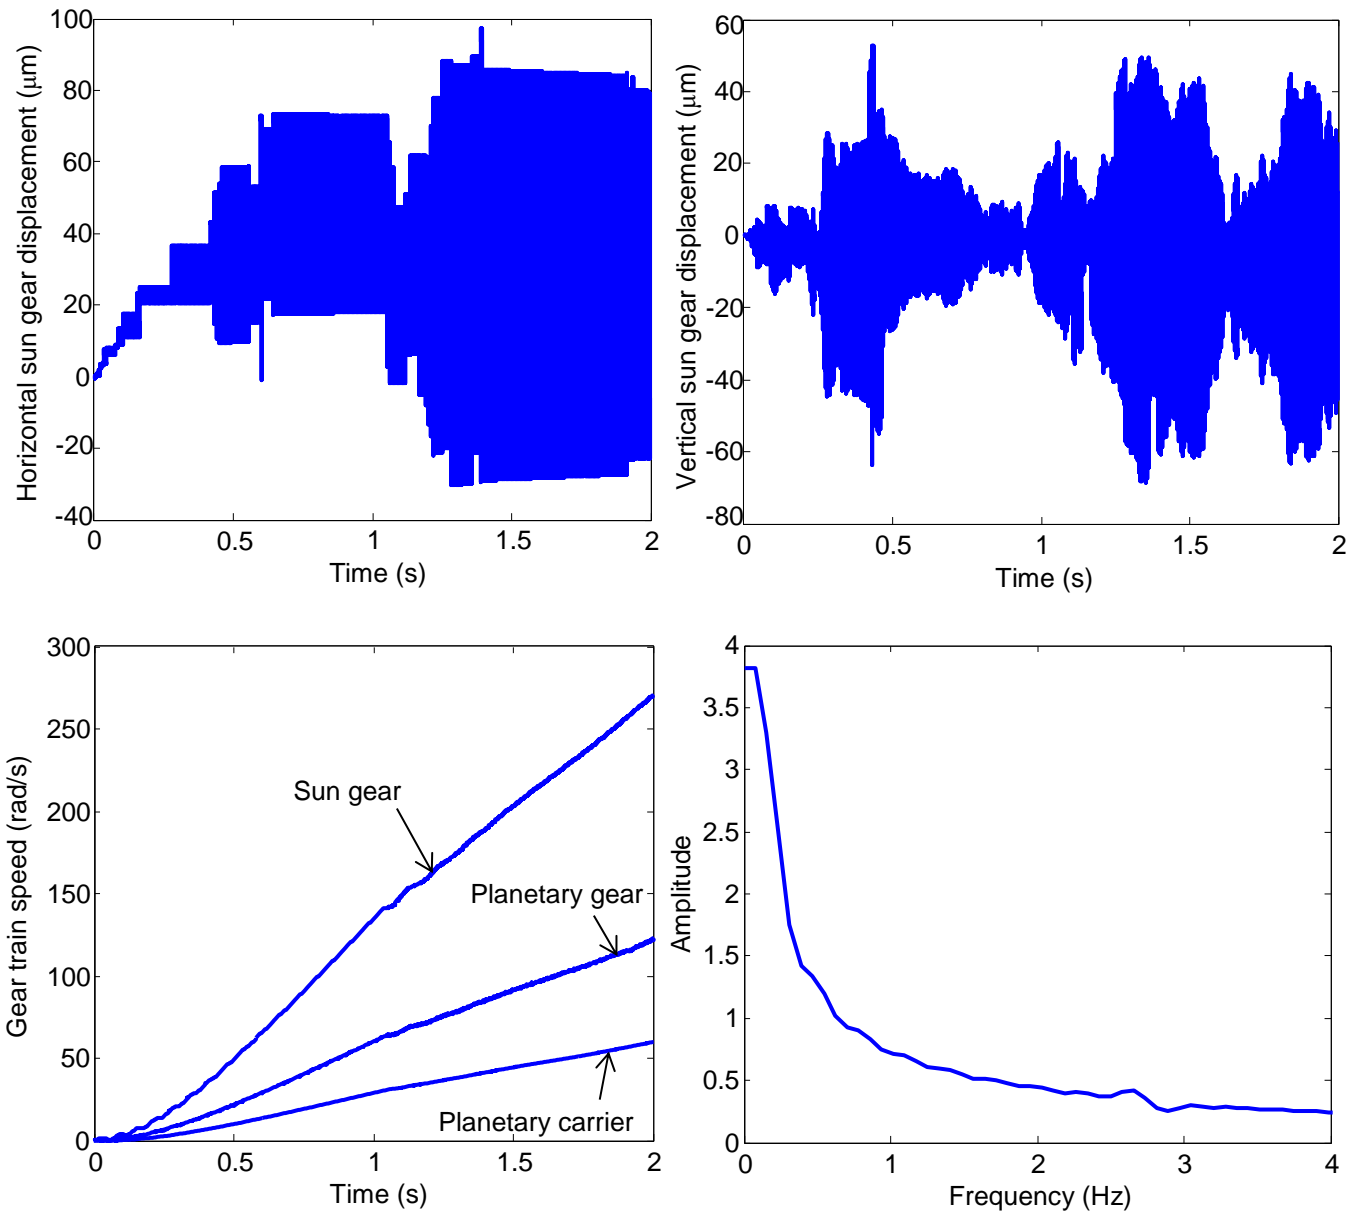 Horizontal sun gear displacement (μm)
100
80
60
40
20
0
-20
-40
0 0.5 1 1.5 2
Time (s)
Vertical sun gear displacement (μm)
60
40
20
0
-20
-40
-60
-80
0 0.5 1 1.5 2
Time (s)
Gear train speed (rad/s)
300
250
200
150
100
50
0
Sun gear
Planetary gear
Planetary carrier
0 0.5 1 1.5 2
Time (s)
Amplitude
4
3.5
3
2.5
2
1.5
1
0.5
0
0 1 2 3 4
Frequency (Hz)